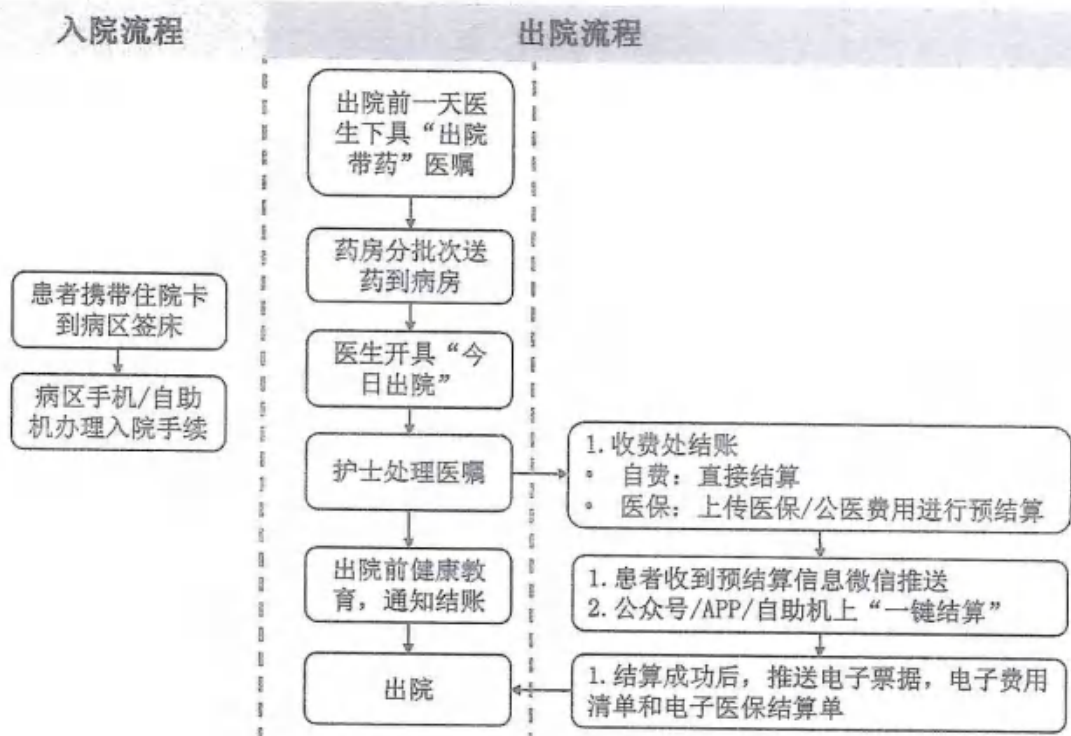 入院流程
出院流程
患者携带住院卡
到病区签床
病区手机/自助
机办理入院手续
出院前一天医
生下具“出院
带药”医嘱
药房分批次送
药到病房
医生开具“今
日出院”
护士处理医嘱
出院前健康教
育，通知结账
出院
1.收费处结账
• 自费：直接结算
• 医保：上传医保/公医费用进行预结算
1.患者收到预结算信息微信推送
2.公众号/APP/自助机上“一键结算”
1.结算成功后，推送电子票据，电子费用
清单和电子医保结算单